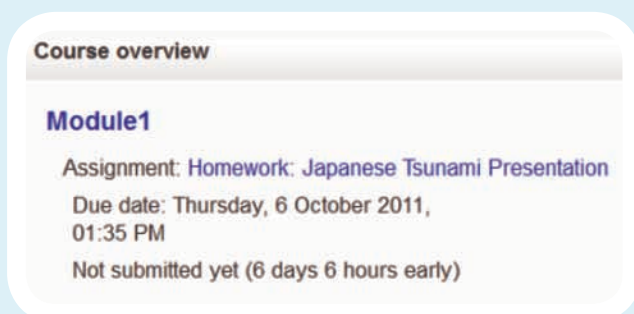 Course overview
Module1
Assignment: Homework: Japanese Tsunami Presentation
Due date: Thursday, 6 October 2011,
01:35 PM
Not submitted yet (6 days 6 hours early)